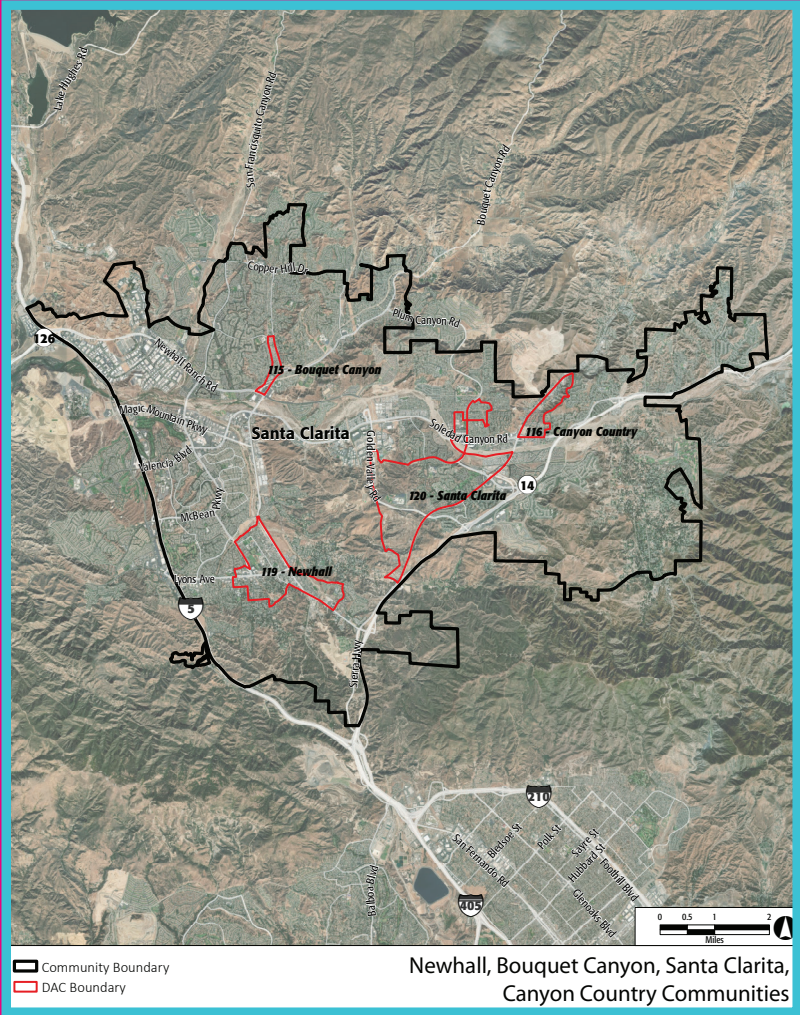 Lake Hughes Rd
San Francisquito Canyon Rd
Bouquet Canyon Rd
Copper Hill Dr
Plum Canyon Rd
126
Newhall Ranch Rd
115 - Bouquet Canyon
Magic Mountain Pkwy
Santa Clarita
Golden Valley Rd
Soledad Canyon Rd
116 - Canyon Country
Valencia Blvd
McBean Pkwy
120 - Santa Clarita
14
119 - Newhall
Lyons Ave
5
Sierra Hwy
210
Bledsoe St
Polk St
Sayre St
Hubbard St
Foothill Blvd
San Fernando Rd
Glenoaks Blvd
Balboa Blvd
405
0 0.5 1 2
Miles
Community Boundary
DAC Boundary
Newhall, Bouquet Canyon, Santa Clarita,
Canyon Country Communities